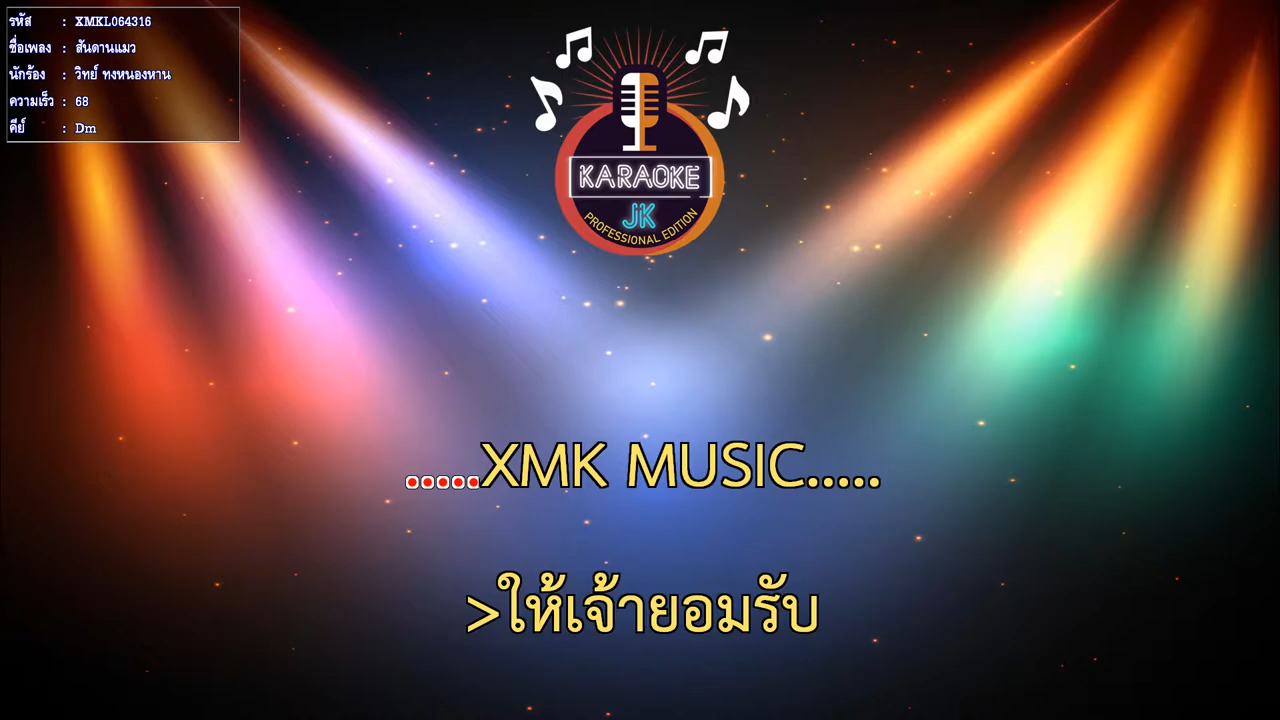 รหัส : XMKL064316
ชื่อเพลง : สันดานแมว
นักร้อง : วิทย์ ทงหนองหาน
ความเร็ว : 68
คีย์ : Dm
KARAOKE
JK
PROFESSIONAL EDITION
.....XMK MUSIC.....
>ให้เจ้ายอมรับ